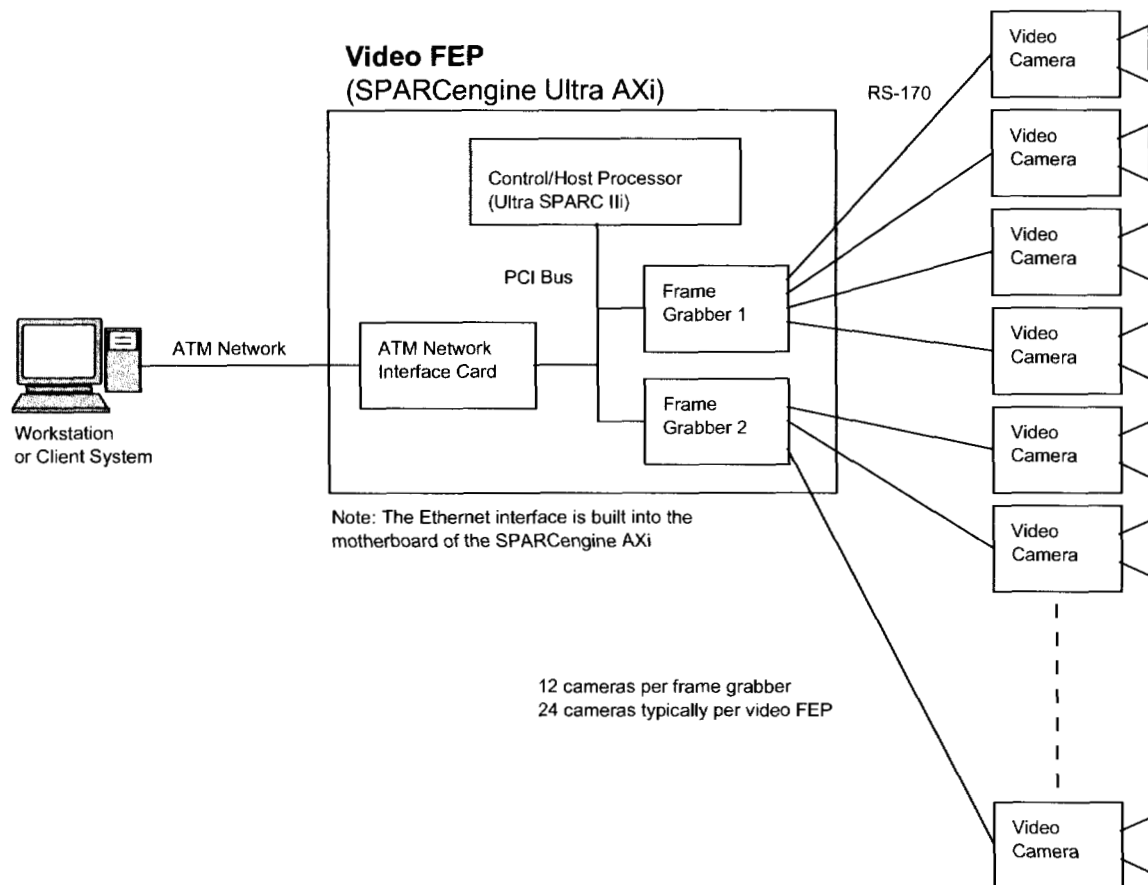 Video FEP
(SPARCengine Ultra AXi)
RS-170
Control/Host Processor
(Ultra SPARC IIi)
PCI Bus
Frame
Grabber 1
ATM Network
ATM Network
Interface Card
Frame
Grabber 2
Workstation
or Client System
Note: The Ethernet interface is built into the
motherboard of the SPARCengine AXi
12 cameras per frame grabber
24 cameras typically per video FEP
Video
Camera
Video
Camera
Video
Camera
Video
Camera
Video
Camera
Video
Camera
Video
Camera